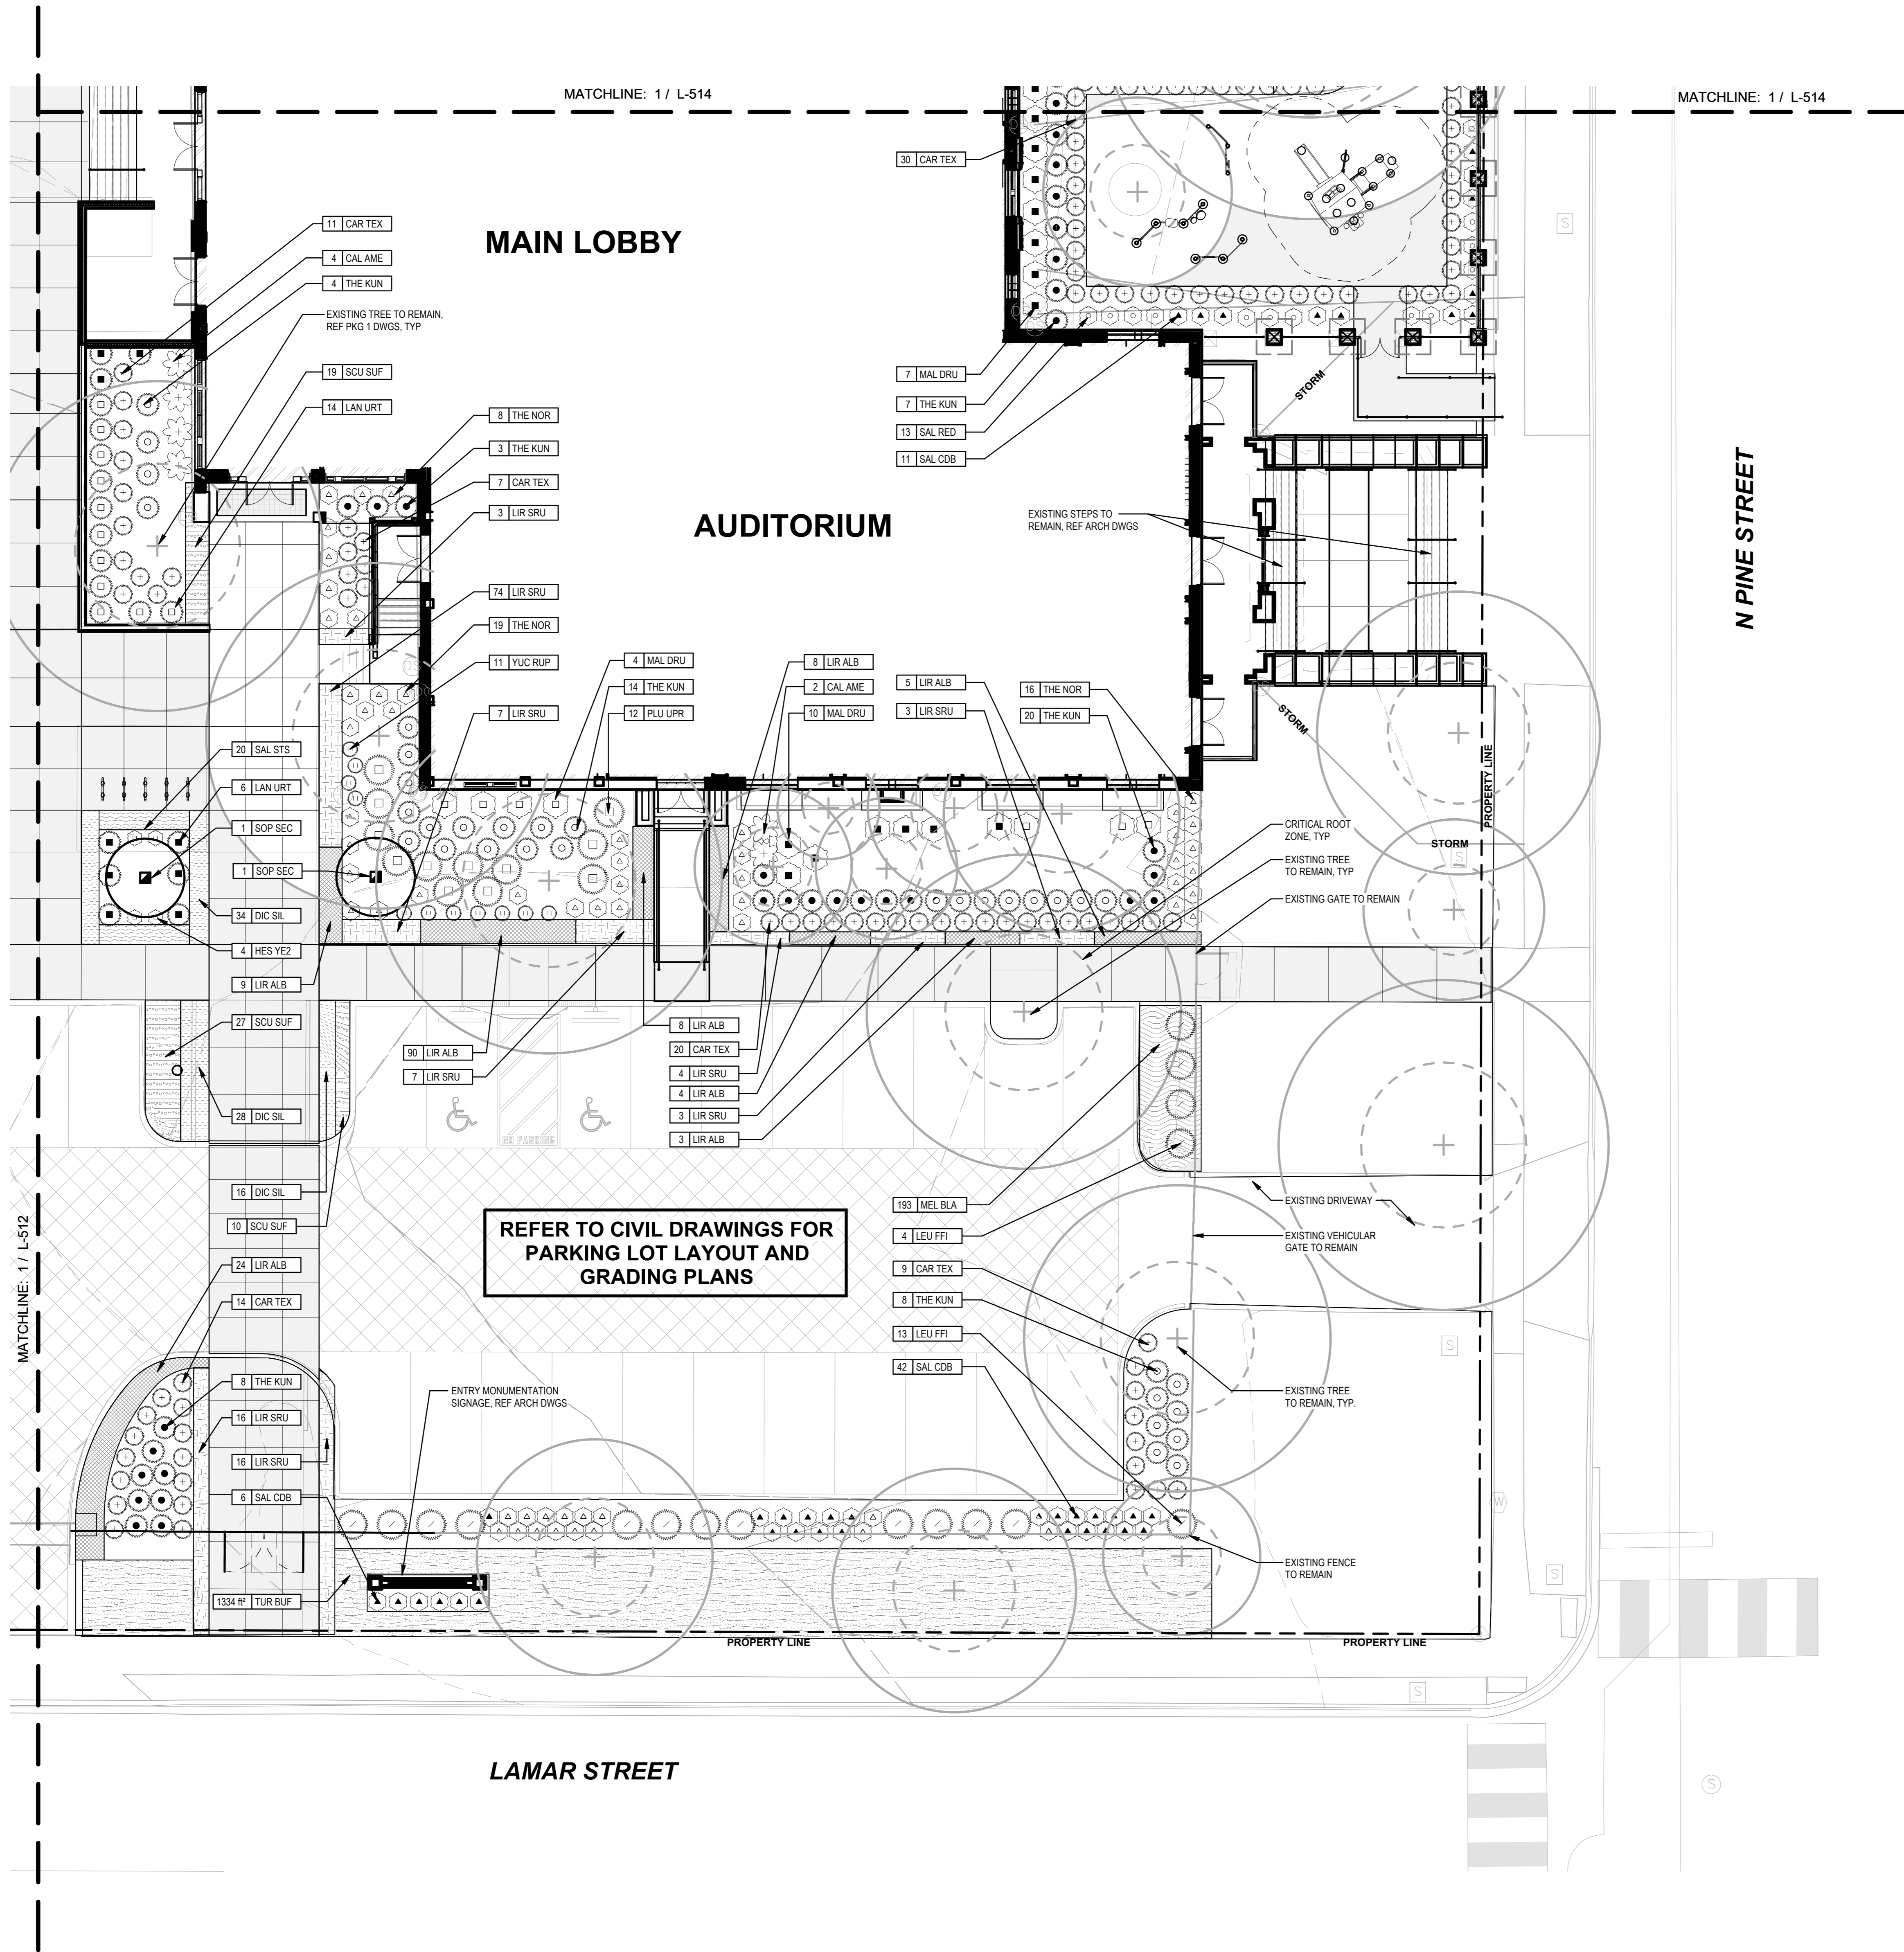 MATCHLINE: 1 / L-514
MATCHLINE: 1 / L-514
30 CAR TEX
11 CAR TEX
4 CAL AME
4 THE KUN
EXISTING TREE TO REMAIN,
REF PKG 1 DWGS, TYP
19 SCU SUF
14 LAN URT
MAIN LOBBY
8 THE NOR
3 THE KUN
7 CAR TEX
3 LIR SRU
74 LIR SRU
19 THE NOR
11 YUC RUP
7 LIR SRU
7 MAL DRU
7 THE KUN
13 SAL RED
11 SAL CDB
STORM
AUDITORIUM
EXISTING STEPS TO
REMAIN, REF ARCH DWGS
N PINE STREET
4 MAL DRU
14 THE KUN
12 PLU UPR
8 LIR ALB
2 CAL AME
10 MAL DRU
5 LIR ALB
3 LIR SRU
16 THE NOR
20 THE KUN
STORM
PROPERTY LINE
20 SAL STS
6 LAN URT
1 SOP SEC
1 SOP SEC
34 DIC SIL
4 HES YE2
9 LIR ALB
27 SCU SUF
28 DIC SIL
16 DIC SIL
10 SCU SUF
CRITICAL ROOT
ZONE, TYP
STORM
S
EXISTING TREE
TO REMAIN, TYP
EXISTING GATE TO REMAIN
90 LIR ALB
7 LIR SRU
8 LIR ALB
20 CAR TEX
4 LIR SRU
4 LIR ALB
3 LIR SRU
3 LIR ALB
NO PARKING
193 MEL BLA
4 LEU FFI
9 CAR TEX
8 THE KUN
13 LEU FFI
42 SAL CDB
EXISTING DRIVEWAY
EXISTING VEHICULAR
GATE TO REMAIN
REFER TO CIVIL DRAWINGS FOR
PARKING LOT LAYOUT AND
GRADING PLANS
MATCHLINE: 1 / L-512
24 LIR ALB
14 CAR TEX
8 THE KUN
16 LIR SRU
16 LIR SRU
6 SAL CDB
1334 ft² TUR BUF
ENTRY MONUMENTATION
SIGNAGE, REF ARCH DWGS
EXISTING TREE
TO REMAIN, TYP.
EXISTING FENCE
TO REMAIN
S
S
W
S
S
S
PROPERTY LINE
PROPERTY LINE
LAMAR STREET